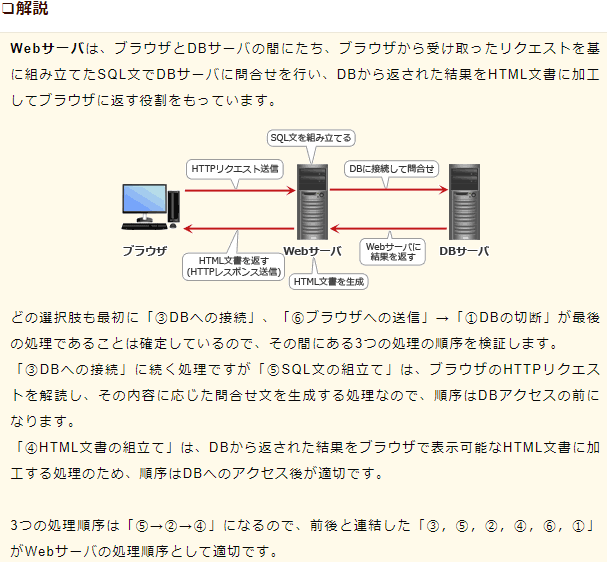 ❏解説
Webサーバは、ブラウザとDBサーバの間にたち、ブラウザから受け取ったリクエストを基
に組み立てたSQL文でDBサーバに問合せを行い、DBから返された結果をHTML文書に加工
してブラウザに返す役割をもっています。
SQL文を組み立てる
HTTPリクエスト送信
DBに接続して問合せ
ブラウザ
Webサーバ
DBサーバ
HTML文書を返す
(HTTPレスポンス送信)
Webサーバに
結果を返す
HTML文書を生成
どの選択肢も最初に「③DBへの接続」、「⑥ブラウザへの送信」→「①DBの切断」が最後
の処理であることは確定しているので、その間にある3つの処理の順序を検証します。
「③DBへの接続」に続く処理ですが「⑤SQL文の組立て」は、ブラウザのHTTPリクエス
トを解読し、その内容に応じた問合せ文を生成する処理なので、順序はDBアクセスの前に
なります。
「④HTML文書の組立て」は、DBから返された結果をブラウザで表示可能なHTML文書に加
工する処理のため、順序はDBへのアクセス後が適切です。
3つの処理順序は「⑤→②→④」になるので、前後と連結した「③，⑤，②，④，⑥，①」
がWebサーバの処理順序として適切です。